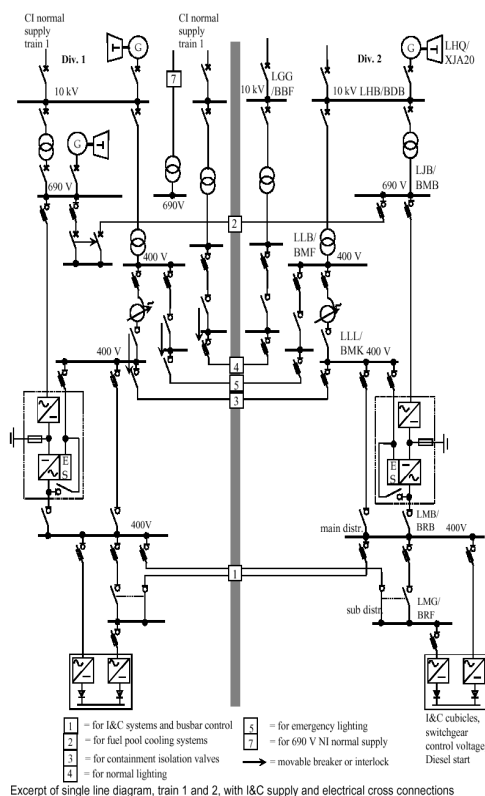 CI normal
supply
train 1
Div. 1
G
T
7
CI normal
supply
train 1
LGG
/BBF
Div. 2
G
T
LHQ/
XJA20
10 kV
10 kV
10 kV LHB/BDB
G
T
690 V
690V
690 V
LJB/
BMB
2
400 V
LLB/
BMF
400 V
400 V
4
5
3
LLL/
BMK
400 V
E
S
E
S
400V
main distr.
LMB/
BRB
400V
1
sub distr.
LMG/
BRF
1 = for I&C systems and busbar control
2 = for fuel pool cooling systems
3 = for containment isolation valves
4 = for normal lighting
5 = for emergency lighting
7 = for 690 V NI normal supply
= movable breaker or interlock
I&C cubicles,
switchgear
control voltage
Diesel start
Excerpt of single line diagram, train 1 and 2, with I&C supply and electrical cross connections